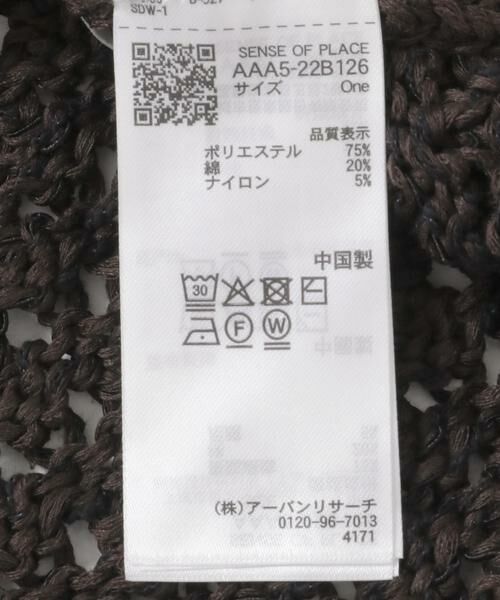 SDW-1
SENSE OF PLACE
AAA5-22B126
サイズ One
品質表示
ポリエステル 75%
綿 20%
ナイロン 5%
中国製
30
F W
(株)アーバンリサーチ
0120-96-7013
4171